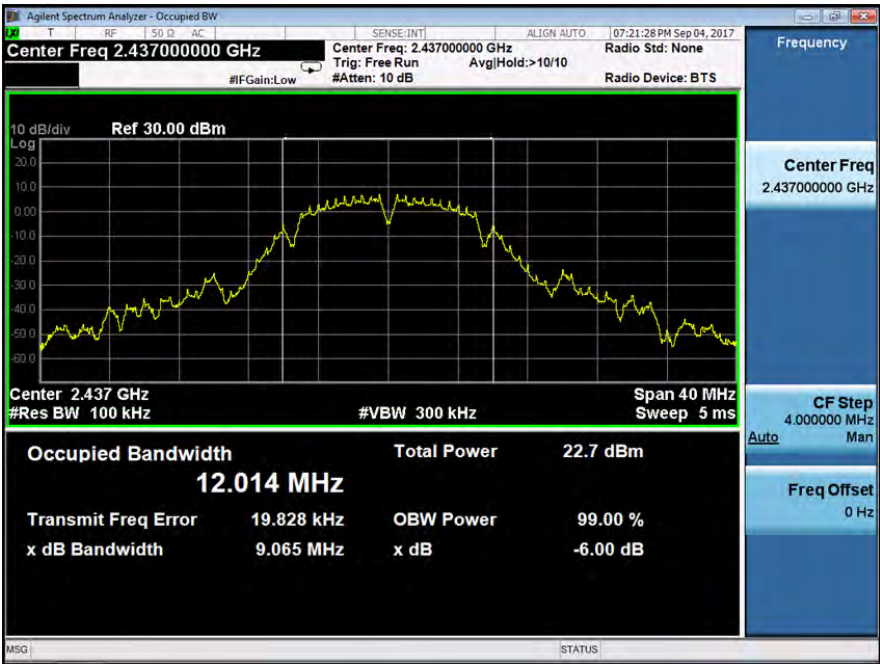 Agilent Spectrum Analyzer - Occupied BW
LXI T RF 50 Ω AC SENSE:INT ALIGN AUTO 07:21:28 PM Sep 04, 2017
Center Freq 2.437000000 GHz
Center Freq: 2.437000000 GHz Radio Std: None
Trig: Free Run Avg|Hold:>10/10
#IFGain:Low #Atten: 10 dB Radio Device: BTS
10 dB/div Ref 30.00 dBm
Log
20.0
10.0
0.00
-10.0
-20.0
-30.0
-40.0
-50.0
-60.0
Center 2.437 GHz Span 40 MHz
#Res BW 100 kHz #VBW 300 kHz Sweep 5 ms
Occupied Bandwidth Total Power 22.7 dBm
12.014 MHz
Transmit Freq Error 19.828 kHz OBW Power 99.00 %
x dB Bandwidth 9.065 MHz x dB -6.00 dB
Frequency
Center Freq
2.437000000 GHz
CF Step
4.000000 MHz
Auto Man
Freq Offset
0 Hz
MSG STATUS